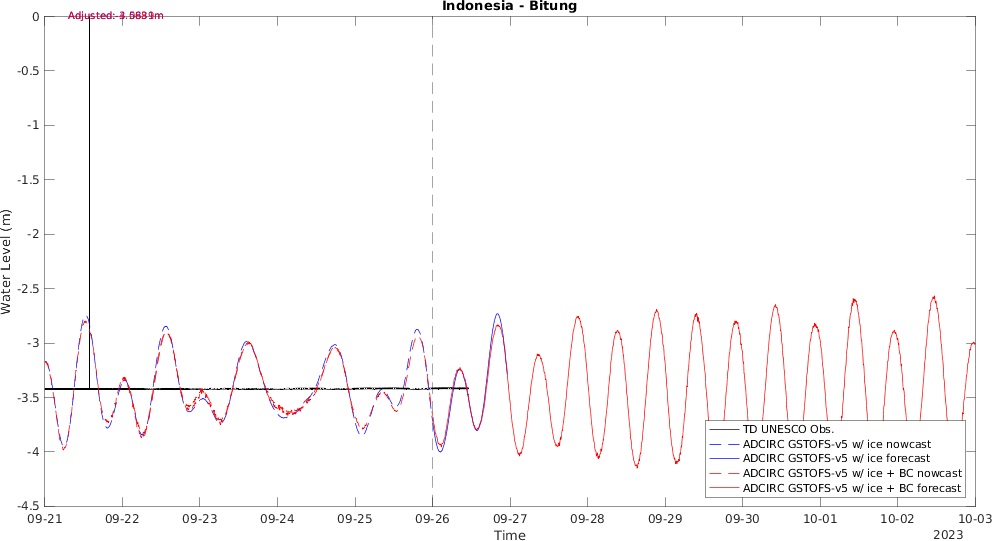 Indonesia - Bitung
Water Level (m)
0
-0.5
-1
-1.5
-2
-2.5
-3
-3.5
-4
-4.5
09-21
09-22
09-23
09-24
09-25
09-26
09-27
09-28
09-29
09-30
10-01
10-02
10-03
Time
2023
Adjusted:
TD UNESCO Obs.
ADCIRC GSTOFS-v5 w/ ice nowcast
ADCIRC GSTOFS-v5 w/ ice forecast
ADCIRC GSTOFS-v5 w/ ice + BC nowcast
ADCIRC GSTOFS-v5 w/ ice + BC forecast